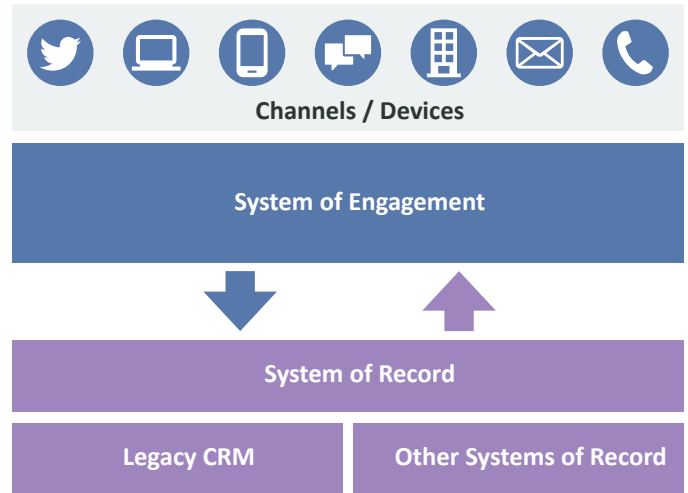 Channels / Devices
System of Engagement
System of Record
Legacy CRM
Other Systems of Record